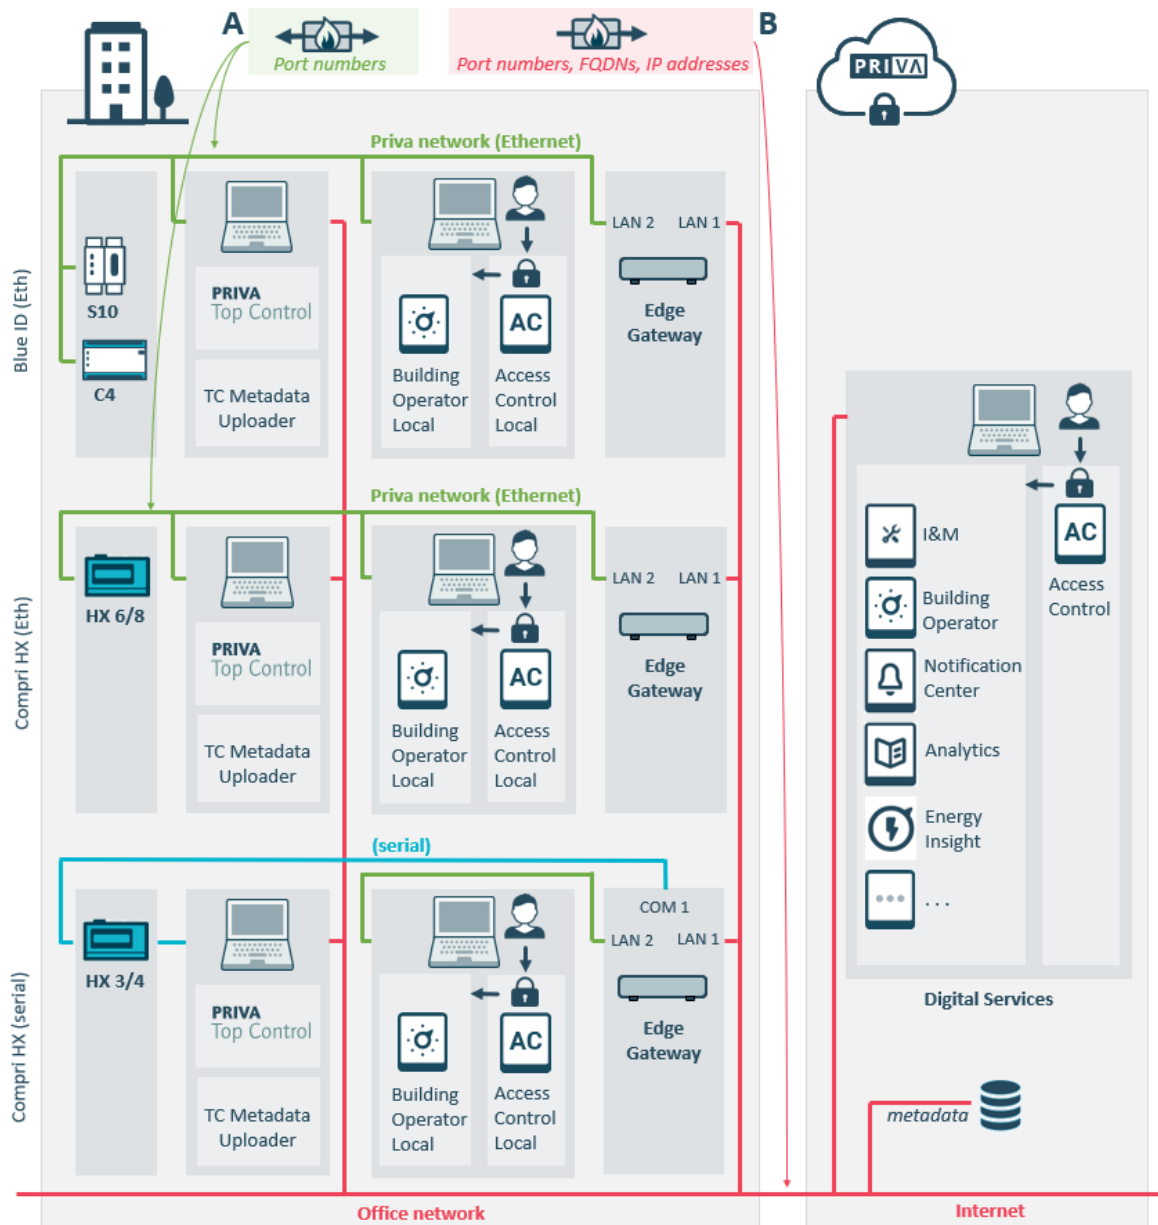 A
Port numbers
B
Port numbers, FQDNs, IP addresses
PRIVA
Blue ID (Eth)
Priva network (Ethernet)
S10
C4
PRIVA
Top Control
TC Metadata
Uploader
Building
Operator
Local
AC
Access
Control
Local
LAN 2
LAN 1
Edge
Gateway
Compri HX (Eth)
Priva network (Ethernet)
HX 6/8
PRIVA
Top Control
TC Metadata
Uploader
Building
Operator
Local
AC
Access
Control
Local
LAN 2
LAN 1
Edge
Gateway
Compri HX (serial)
(serial)
HX 3/4
PRIVA
Top Control
TC Metadata
Uploader
Building
Operator
Local
AC
Access
Control
Local
COM 1
LAN 2
LAN 1
Edge
Gateway
Office network
I&M
Building
Operator
Notification
Center
Analytics
Energy
Insight
...
AC
Access
Control
Digital Services
metadata
Internet